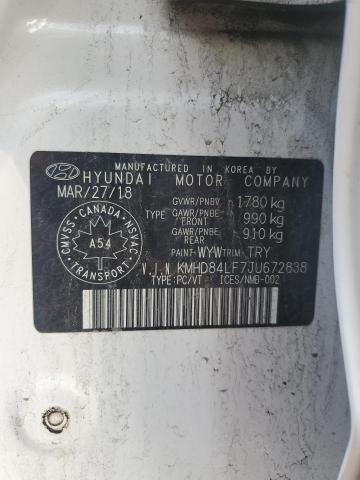 MANUFACTURED IN KOREA BY
HYUNDAI MOTOR COMPANY
MAR/27/18
GVWR/PNBV 1780 kg
TYPE GAWR/PNBE FRONT 990 kg
GAWR/PNBE REAR 910 kg
PAINT WYW TRIM TRY
CMVSS-CANADA-NSVAC
A54
TRANSPORT
V.I.N KMHD84LF7JU672838
TYPE:PC/VT ICES/NMB-002